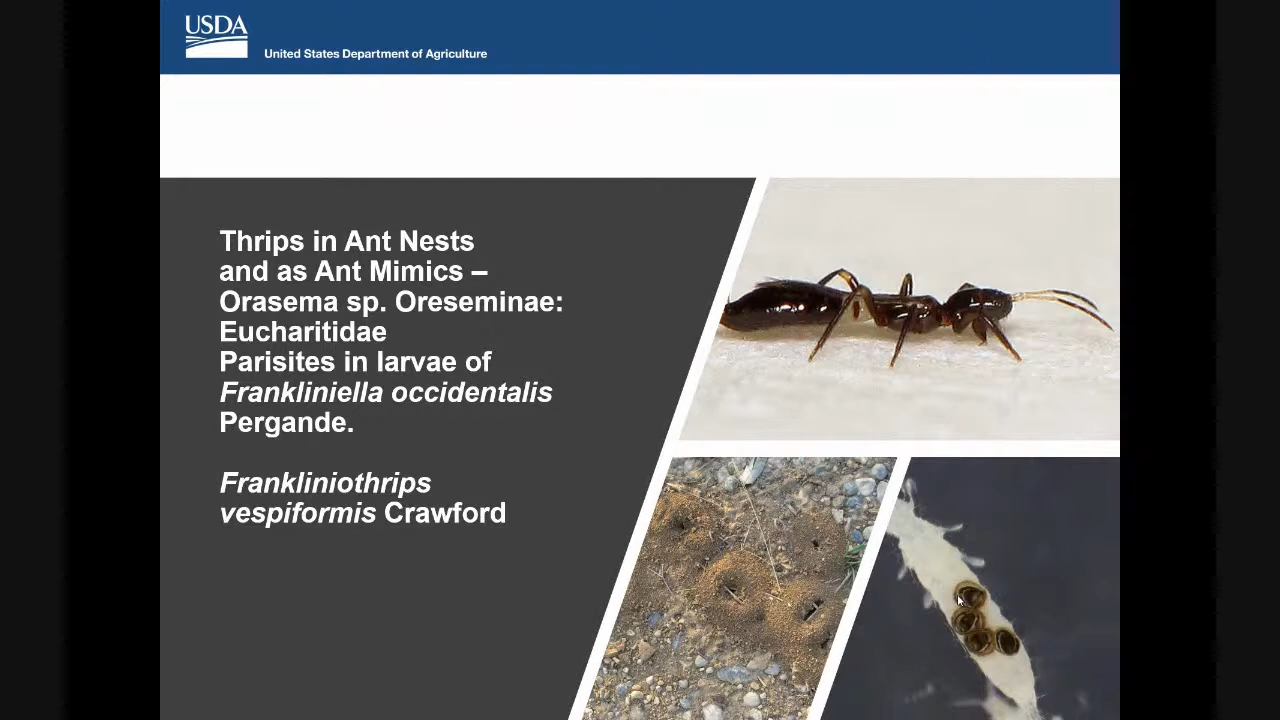 USDA
United States Department of Agriculture
Thrips in Ant Nests
and as Ant Mimics –
Orasema sp. Oreseminae:
Eucharitidae
Parisites in larvae of
Frankliniella occidentalis
Pergande.
Frankliniothrips
vespiformis Crawford